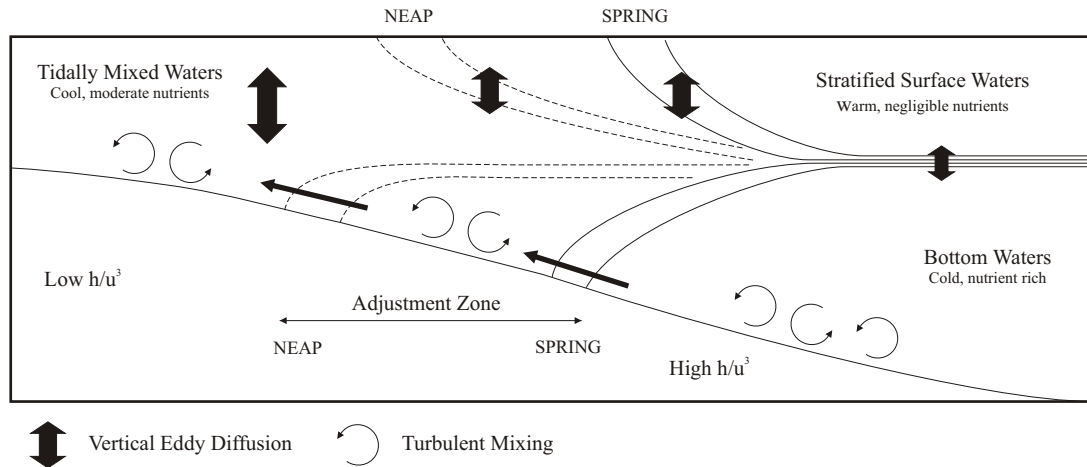 NEAP
SPRING
Tidally Mixed Waters
Cool, moderate nutrients
Stratified Surface Waters
Warm, negligible nutrients
Bottom Waters
Cold, nutrient rich
Low h/u³
Adjustment Zone
NEAP
SPRING
High h/u³
Vertical Eddy Diffusion
Turbulent Mixing